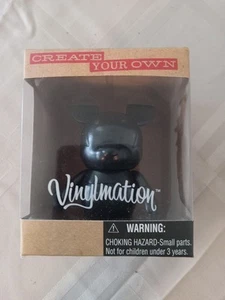 CREATE
YOUR OWN
Vinylmation™
WARNING:
CHOKING HAZARD-Small parts.
Not for children under 3 years.